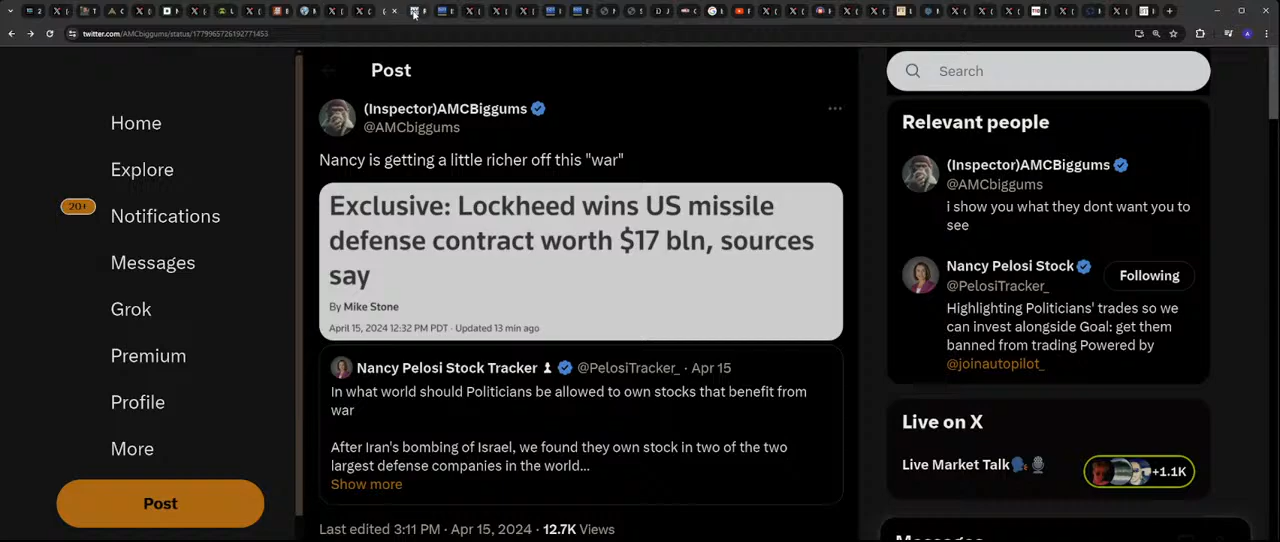 twitter.com/AMCbiggums/status/1779965726192771453
Home
Explore
20+
Notifications
Messages
Grok
Premium
Profile
More
Post
Post
(Inspector)AMCBiggums
@AMCbiggums
Nancy is getting a little richer off this "war"
Exclusive: Lockheed wins US missile
defense contract worth $17 bln, sources
say
By Mike Stone
April 15, 2024 12:32 PM PDT · Updated 13 min ago
Nancy Pelosi Stock Tracker @PelosiTracker_ · Apr 15
In what world should Politicians be allowed to own stocks that benefit from
war
After Iran's bombing of Israel, we found they own stock in two of the two
largest defense companies in the world...
Show more
Last edited 3:11 PM · Apr 15, 2024 · 12.7K Views
Search
Relevant people
(Inspector)AMCBiggums
@AMCbiggums
i show you what they dont want you to
see
Nancy Pelosi Stock
@PelosiTracker_
Following
Highlighting Politicians' trades so we
can invest alongside Goal: get them
banned from trading Powered by
@joinautopilot_
Live on X
Live Market Talk
+1.1K
Messages